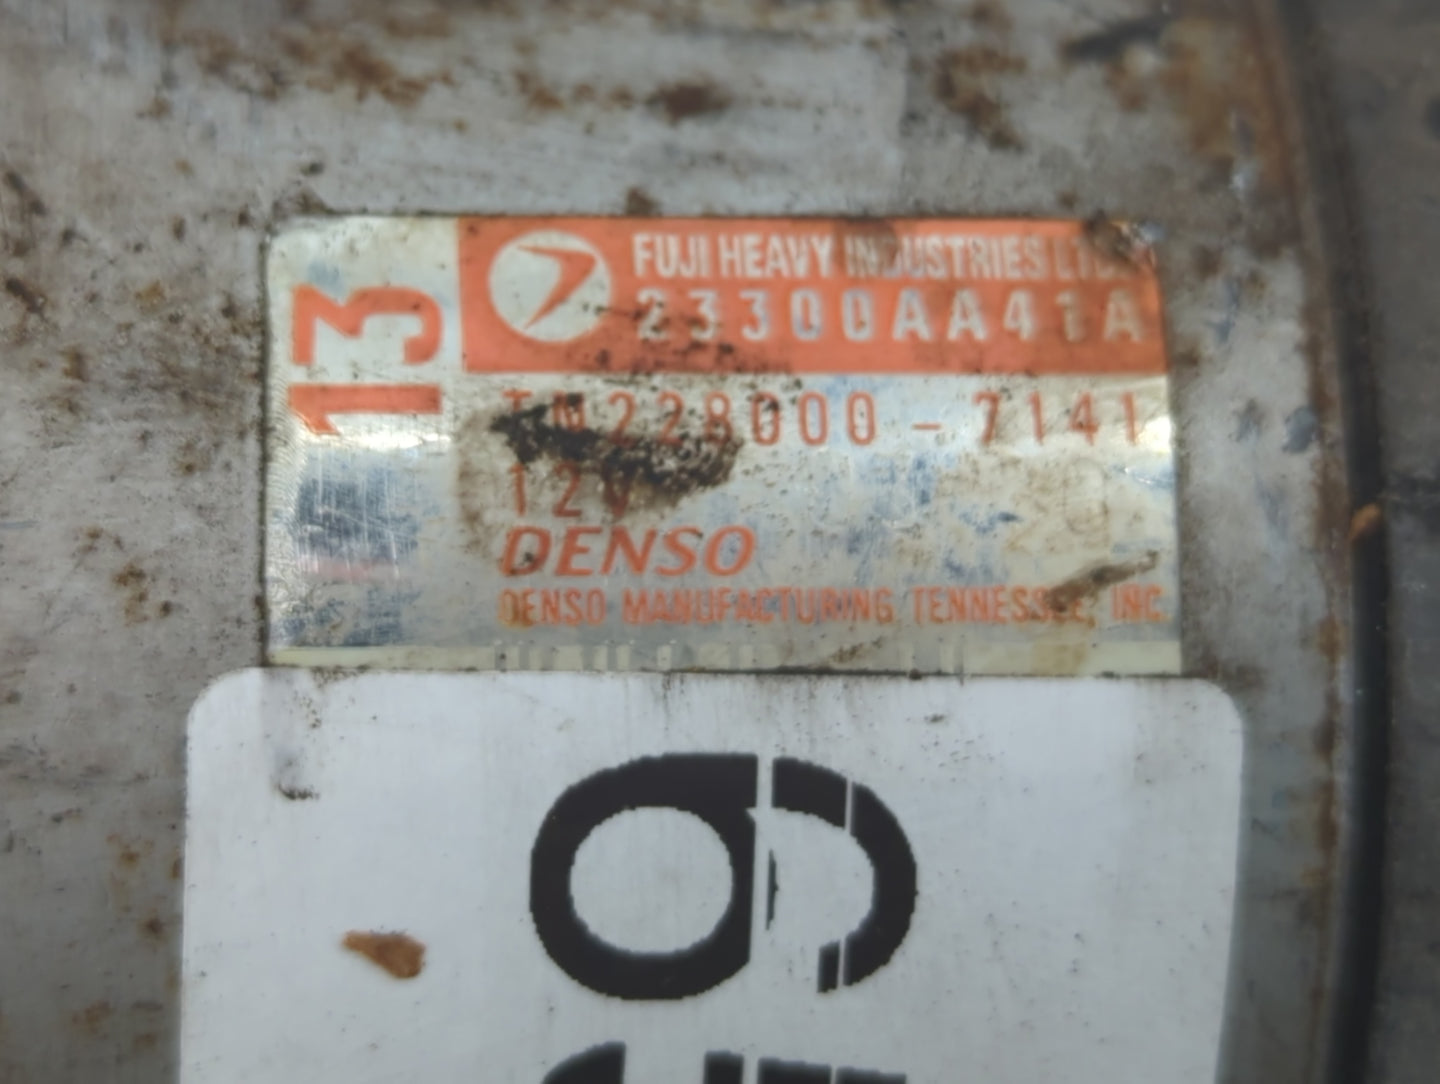 13
FUJI HEAVY INDUSTRIES LTD.
23300AA41A
TN228000-7141
12V
DENSO
DENSO MANUFACTURING TENNESSEE, INC.